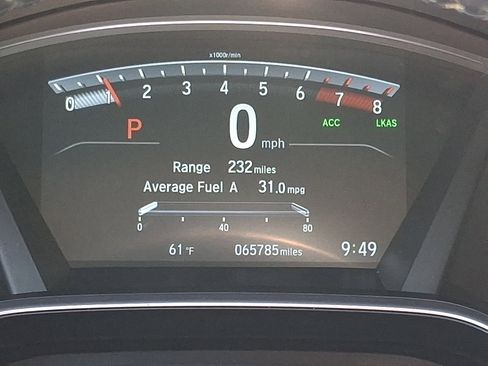 x1000r/min
0 1 2 3 4 5 6 7 8
P 0 mph ACC LKAS
Range 232 miles
Average Fuel A 31.0 mpg
0 40 80
61 °F 065785 miles 9:49